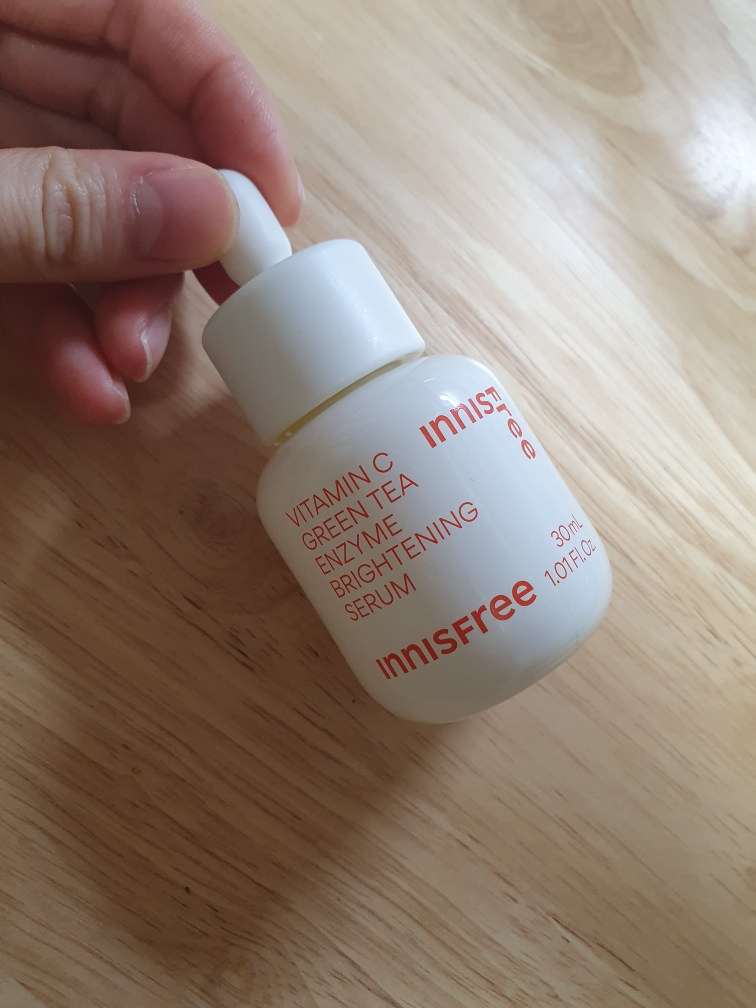 INNISFree
VITAMIN C
GREEN TEA
ENZYME
BRIGHTENING
SERUM
30mL
1.01Fl.Oz.
INNISFree